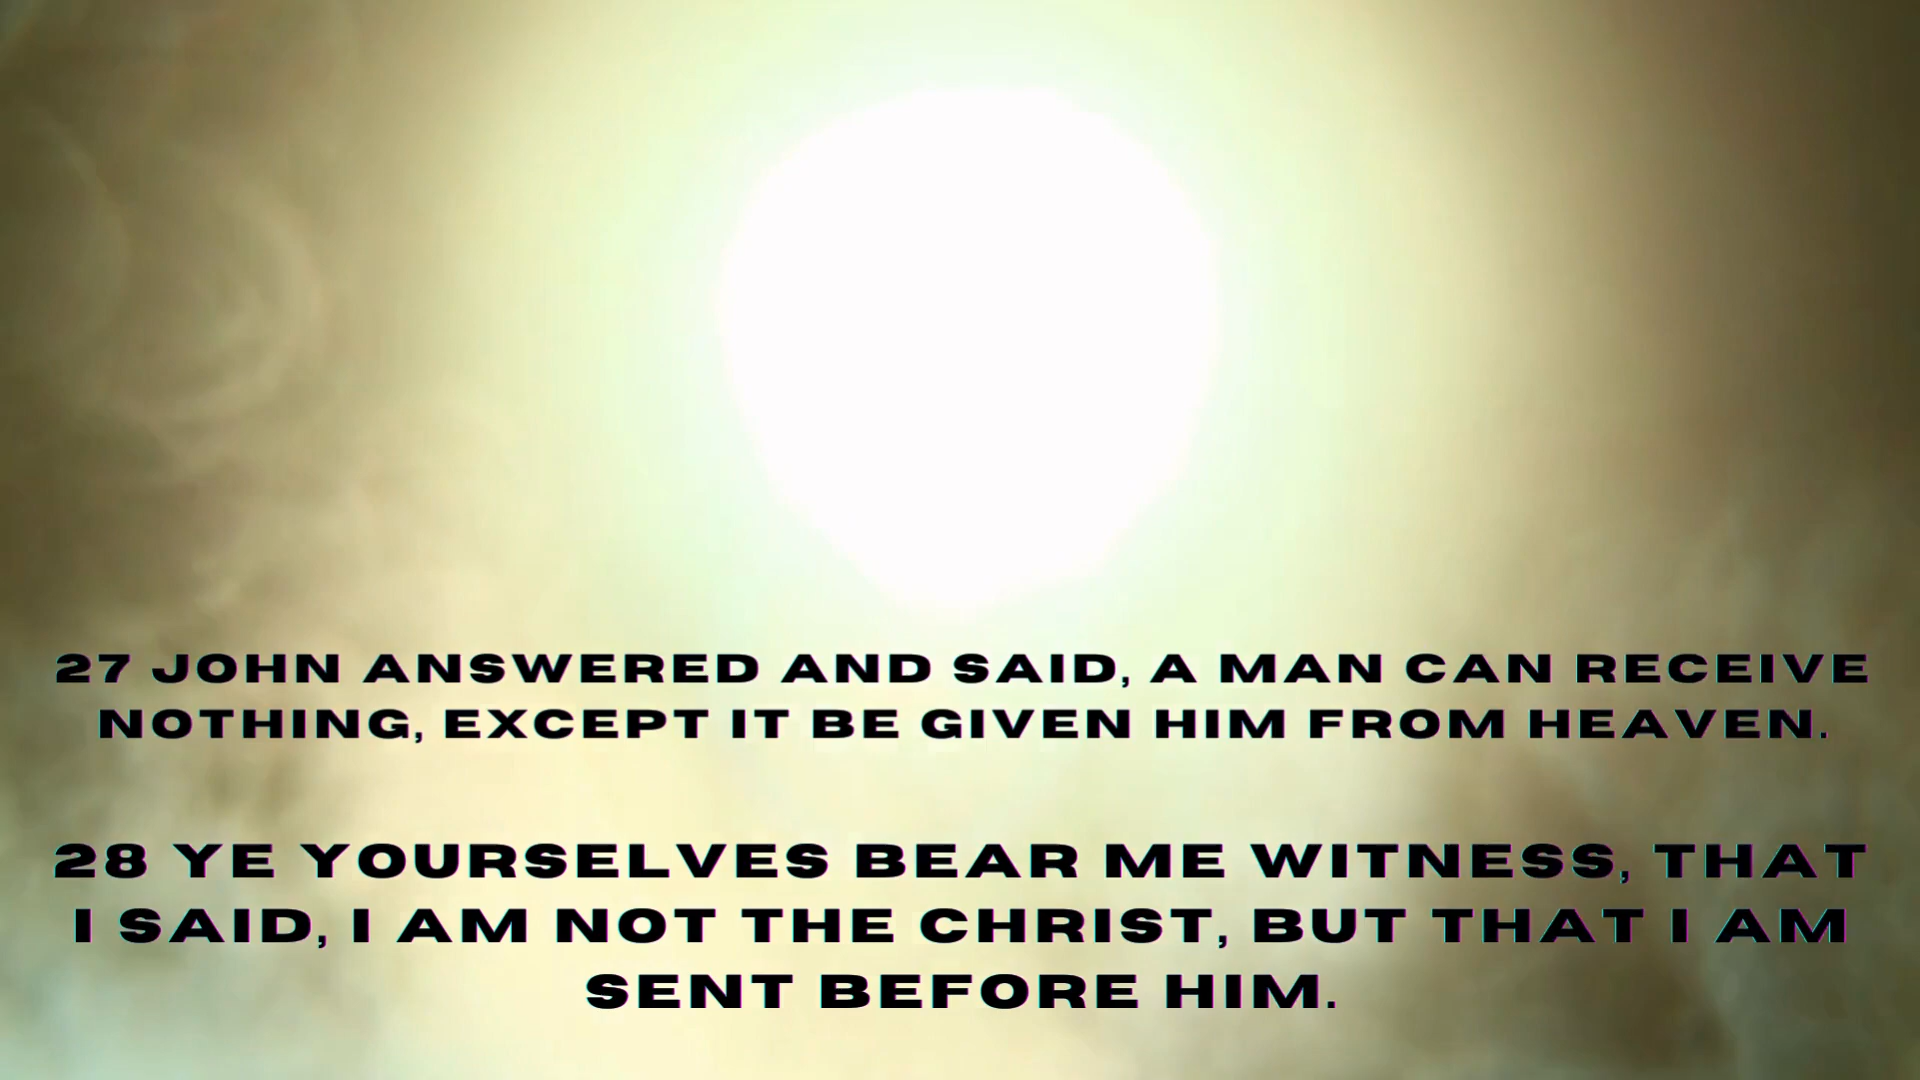 27 JOHN ANSWERED AND SAID, A MAN CAN RECEIVE
NOTHING, EXCEPT IT BE GIVEN HIM FROM HEAVEN.
28 YE YOURSELVES BEAR ME WITNESS, THAT
I SAID, I AM NOT THE CHRIST, BUT THAT I AM
SENT BEFORE HIM.